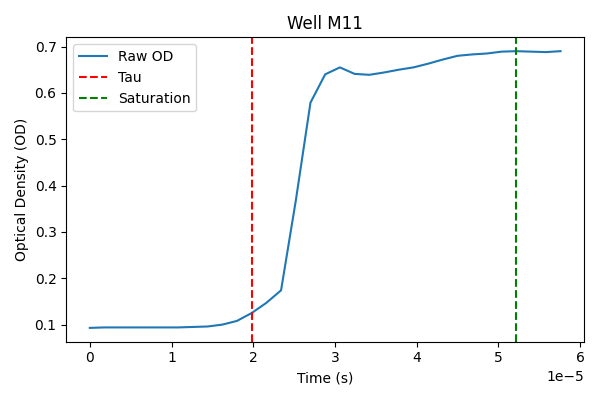 Well M11
Optical Density (OD)
0.7
0.6
0.5
0.4
0.3
0.2
0.1
Raw OD
Tau
Saturation
0 1 2 3 4 5 6
1e−5
Time (s)